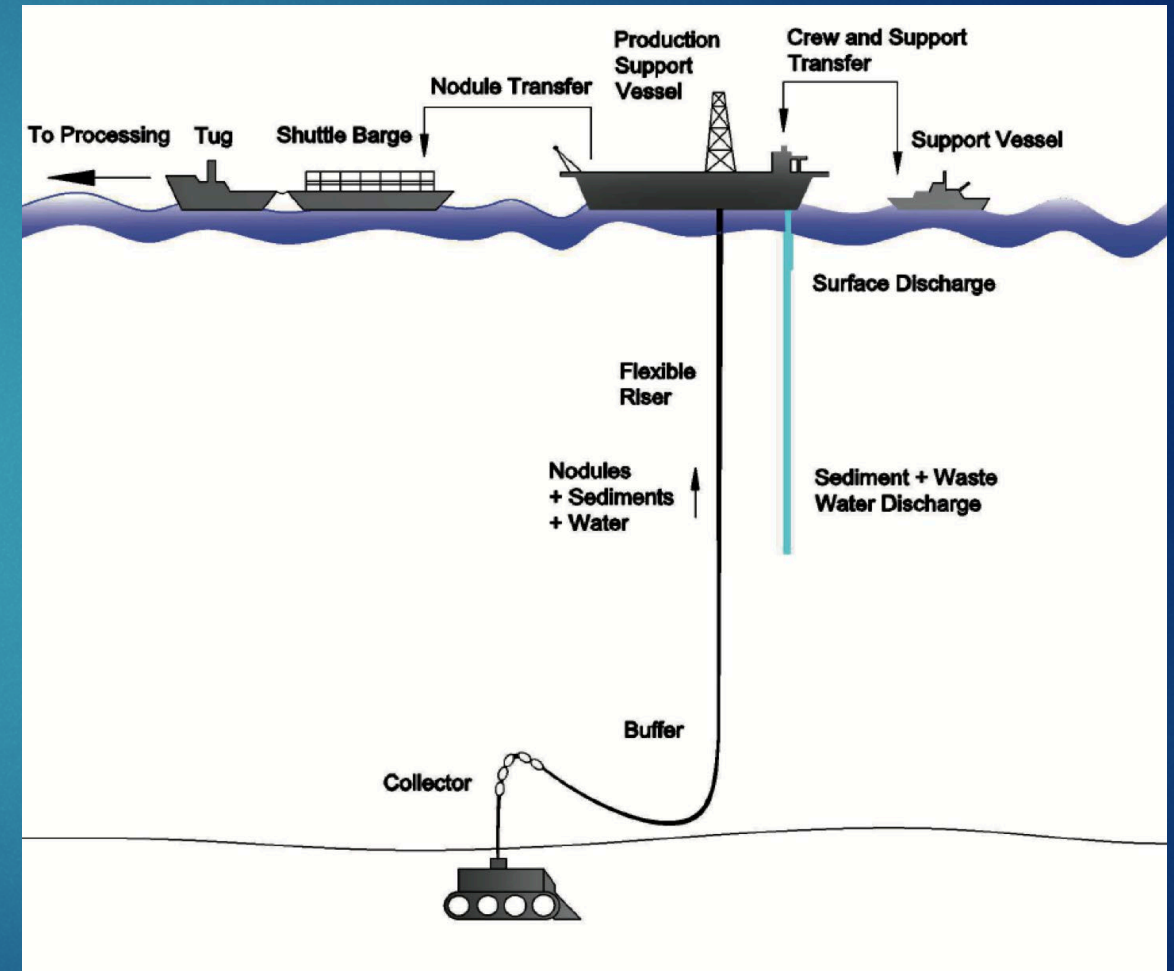 Production
Support
Vessel
Crew and Support
Transfer
Nodule Transfer
To Processing
Tug
Shuttle Barge
Support Vessel
Surface Discharge
Flexible
Riser
Nodules
+ Sediments
+ Water
Sediment + Waste
Water Discharge
Buffer
Collector